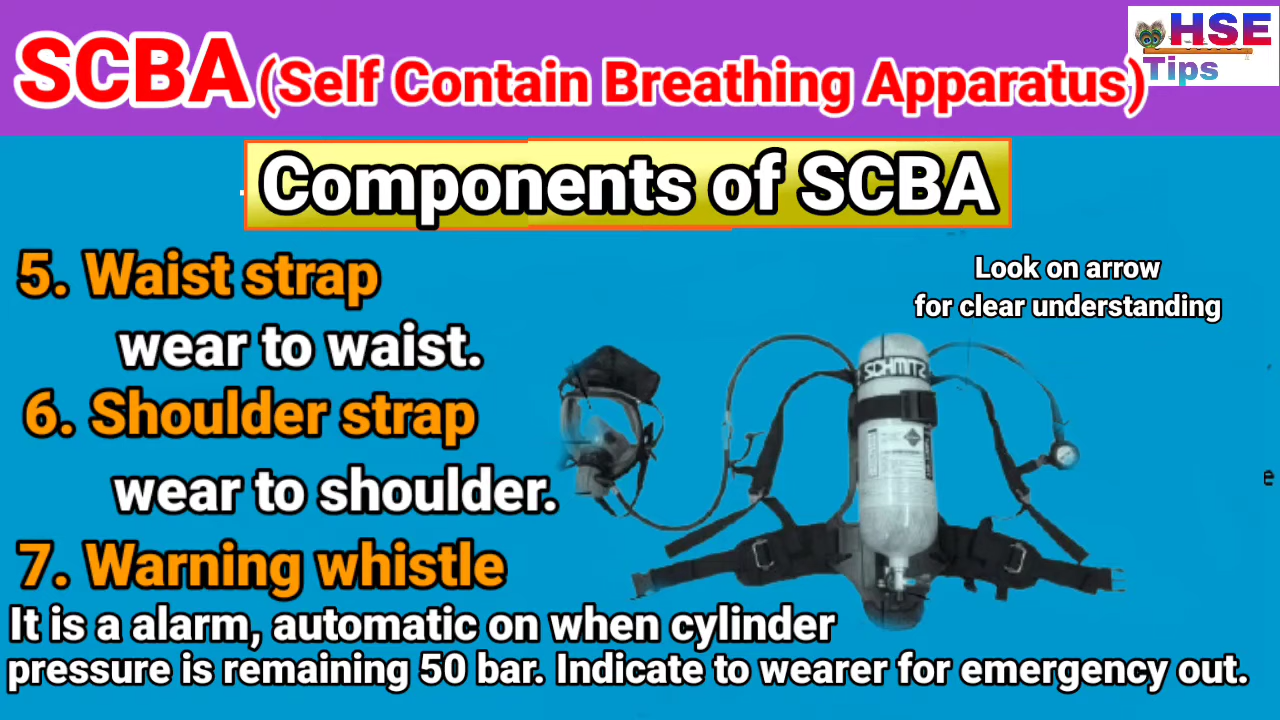 SCBA (Self Contain Breathing Apparatus)
HSE
Tips
Components of SCBA
5. Waist strap
wear to waist.
6. Shoulder strap
wear to shoulder.
7. Warning whistle
It is a alarm, automatic on when cylinder
pressure is remaining 50 bar. Indicate to wearer for emergency out.
Look on arrow
for clear understanding
SCHMITZ
e